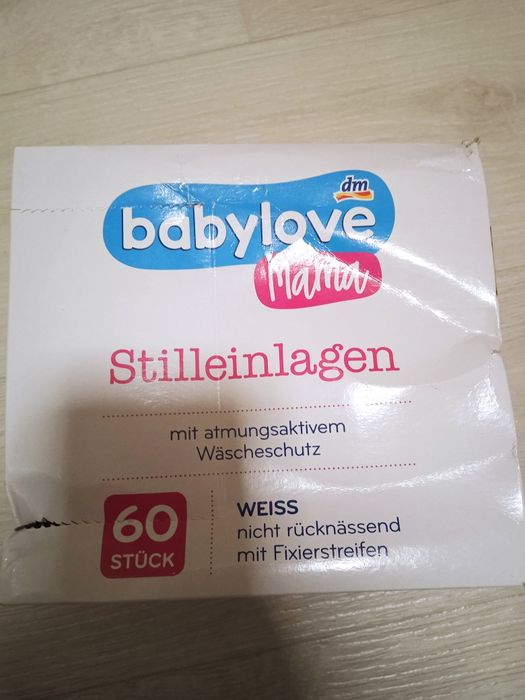 dm
babylove
Mama
Stilleinlagen
mit atmungsaktivem
Wäscheschutz
60
STÜCK
WEISS
nicht rücknässend
mit Fixierstreifen